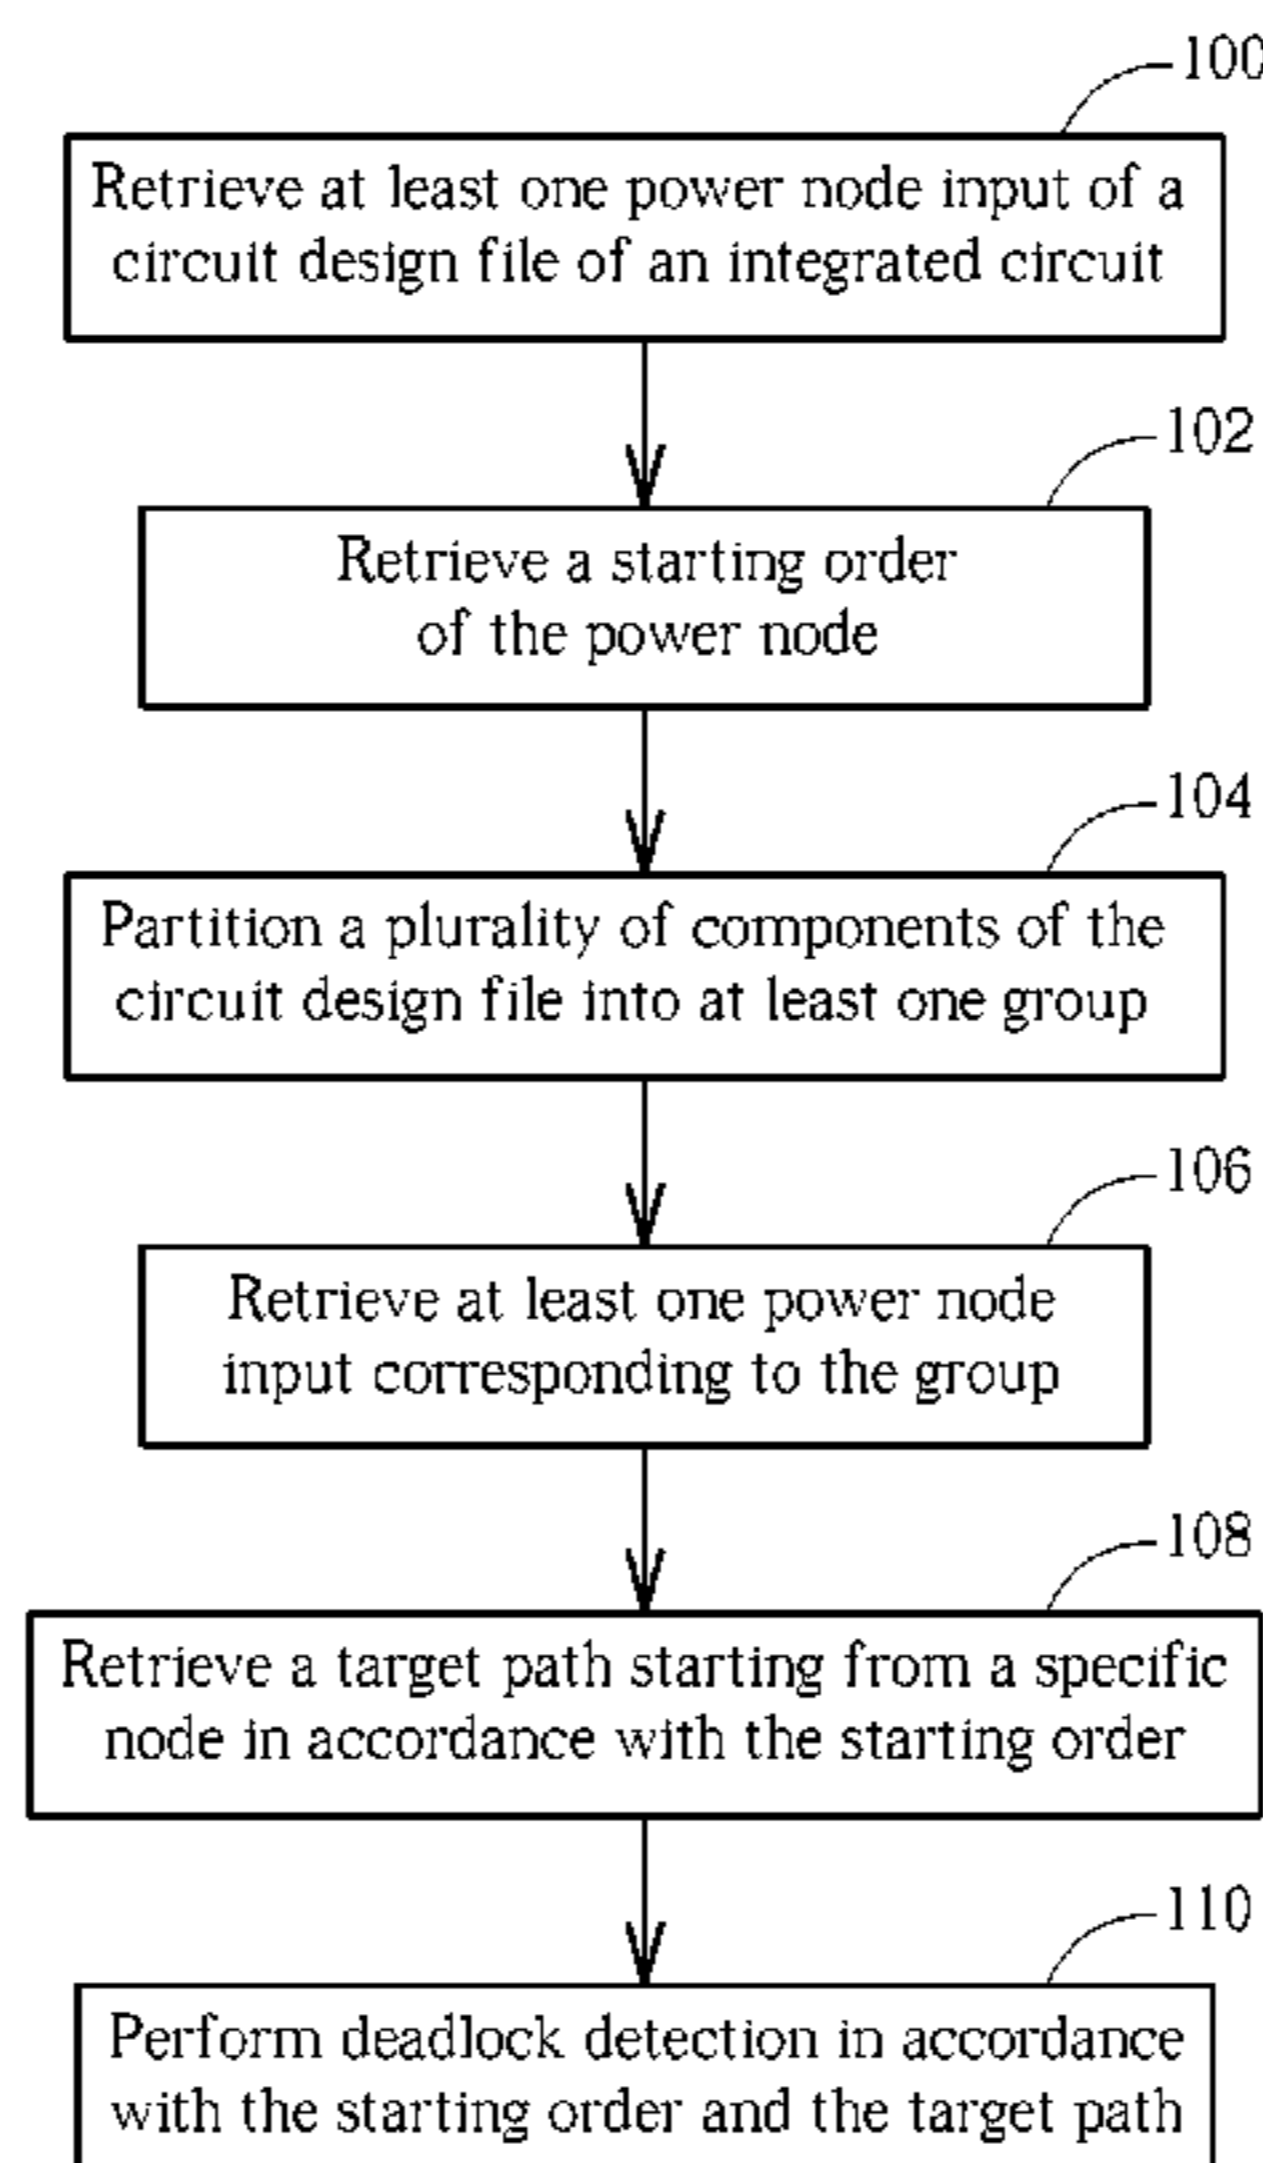 100
Retrieve at least one power node input of a
circuit design file of an integrated circuit
102
Retrieve a starting order
of the power node
104
Partition a plurality of components of the
circuit design file into at least one group
106
Retrieve at least one power node
input corresponding to the group
108
Retrieve a target path starting from a specific
node in accordance with the starting order
110
Perform deadlock detection in accordance
with the starting order and the target path